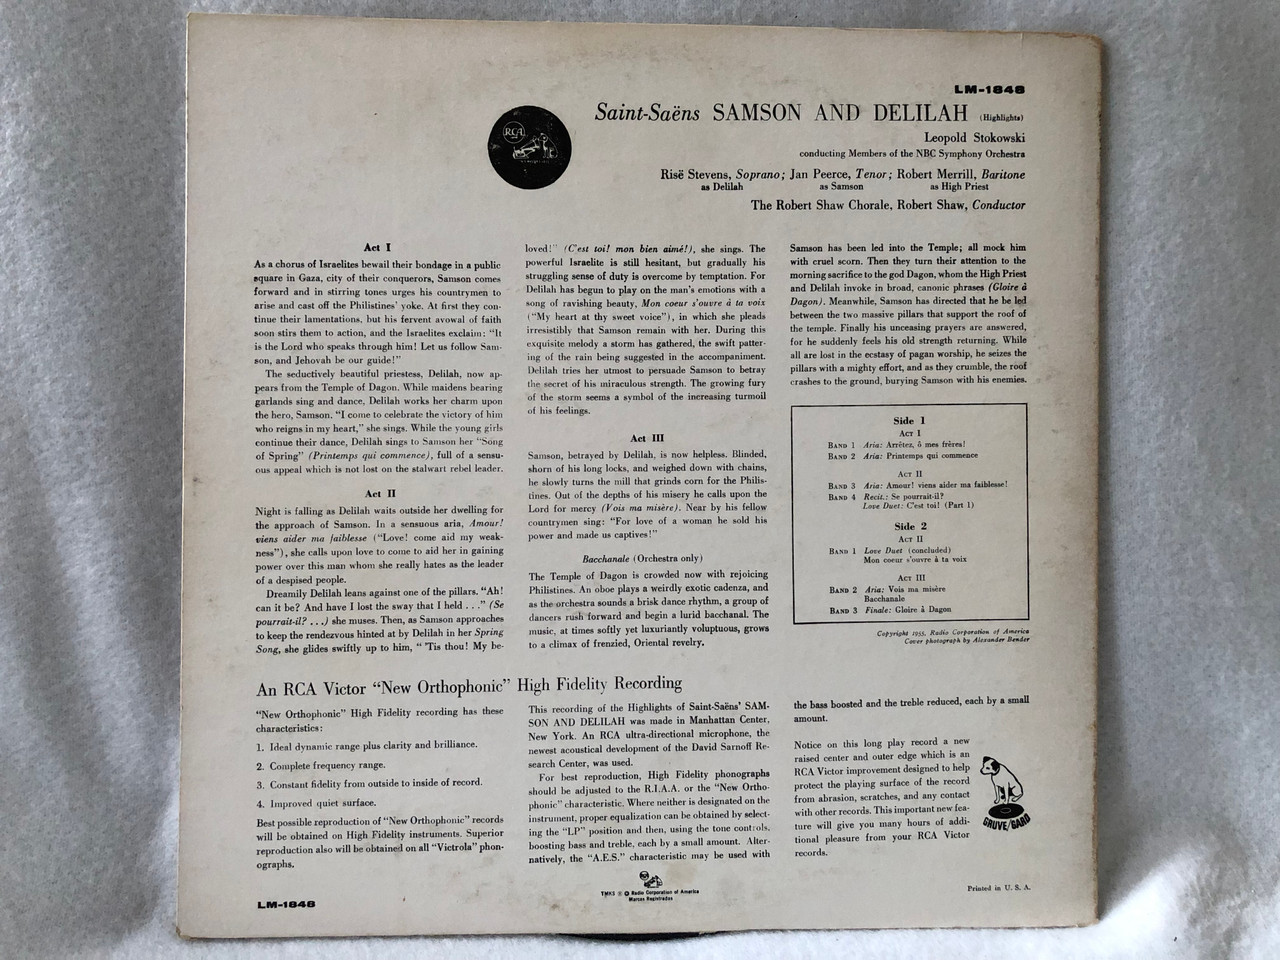 LM-1848
Saint-Saëns SAMSON AND DELILAH (Highlights)
Leopold Stokowski
conducting Members of the NBC Symphony Orchestra
Risë Stevens, Soprano; Jan Peerce, Tenor; Robert Merrill, Baritone
as Delilah as Samson as High Priest
The Robert Shaw Chorale, Robert Shaw, Conductor
RCA
Act I
As a chorus of Israelites bewail their bondage in a public
square in Gaza, city of their conquerors, Samson comes
forward and in stirring tones urges his countrymen to
arise and cast off the Philistines' yoke. At first they con-
tinue their lamentations, but his fervent avowal of faith
soon stirs them to action, and the Israelites exclaim: "It
is the Lord who speaks through him! Let us follow Sam-
son, and Jehovah be our guide!"
The seductively beautiful priestess, Delilah, now ap-
pears from the Temple of Dagon. While maidens bearing
garlands sing and dance, Delilah works her charm upon
the hero, Samson. "I come to celebrate the victory of him
who reigns in my heart," she sings. While the young girls
continue their dance, Delilah sings to Samson her "Song
of Spring" (Printemps qui commence), full of a sensu-
ous appeal which is not lost on the stalwart rebel leader.
Act II
Night is falling as Delilah waits outside her dwelling for
the approach of Samson. In a sensuous aria, Amour!
viens aider ma faiblesse ("Love! come aid my weak-
ness"), she calls upon love to come to aid her in gaining
power over this man whom she really hates as the leader
of a despised people.
Dreamily Delilah leans against one of the pillars. "Ah!
can it be? And have I lost the sway that I held . . ." (Se
pourrait-il? . . .) she muses. Then, as Samson approaches
to keep the rendezvous hinted at by Delilah in her Spring
Song, she glides swiftly up to him, " 'Tis thou! My be-
loved!" (C'est toi! mon bien aimé!), she sings. The
powerful Israelite is still hesitant, but gradually his
struggling sense of duty is overcome by temptation. For
Delilah has begun to play on the man's emotions with a
song of ravishing beauty, Mon coeur s'ouvre à ta voix
("My heart at thy sweet voice"), in which she pleads
irresistibly that Samson remain with her. During this
exquisite melody a storm has gathered, the swift patter-
ing of the rain being suggested in the accompaniment.
Delilah tries her utmost to persuade Samson to betray
the secret of his miraculous strength. The growing fury
of the storm seems a symbol of the increasing turmoil
of his feelings.
Act III
Samson, betrayed by Delilah, is now helpless. Blinded,
shorn of his long locks, and weighed down with chains,
he slowly turns the mill that grinds corn for the Philis-
tines. Out of the depths of his misery he calls upon the
Lord for mercy (Vois ma misère). Near by his fellow
countrymen sing: "For love of a woman he sold his
power and made us captives!"
Bacchanale (Orchestra only)
The Temple of Dagon is crowded now with rejoicing
Philistines. An oboe plays a weirdly exotic cadenza, and
as the orchestra sounds a brisk dance rhythm, a group of
dancers rush forward and begin a lurid bacchanal. The
music, at times softly yet luxuriantly voluptuous, grows
to a climax of frenzied, Oriental revelry.
Samson has been led into the Temple; all mock him
with cruel scorn. Then they turn their attention to the
morning sacrifice to the god Dagon, whom the High Priest
and Delilah invoke in broad, canonic phrases (Gloire à
Dagon). Meanwhile, Samson has directed that he be led
between the two massive pillars that support the roof of
the temple. Finally his unceasing prayers are answered,
for he suddenly feels his old strength returning. While
all are lost in the ecstasy of pagan worship, he seizes the
pillars with a mighty effort, and as they crumble, the roof
crashes to the ground, burying Samson with his enemies.
Side 1
ACT I
BAND 1 Aria: Arrêtez, ô mes frères!
BAND 2 Aria: Printemps qui commence
ACT II
BAND 3 Aria: Amour! viens aider ma faiblesse!
BAND 4 Recit.: Se pourrait-il?
Love Duet: C'est toi! (Part 1)
Side 2
ACT II
BAND 1 Love Duet (concluded)
Mon coeur s'ouvre à ta voix
ACT III
BAND 2 Aria: Vois ma misère
Bacchanale
BAND 3 Finale: Gloire à Dagon
Copyright 1955, Radio Corporation of America
Cover photograph by Alexander Bender
An RCA Victor "New Orthophonic" High Fidelity Recording
"New Orthophonic" High Fidelity recording has these
characteristics:
1. Ideal dynamic range plus clarity and brilliance.
2. Complete frequency range.
3. Constant fidelity from outside to inside of record.
4. Improved quiet surface.
Best possible reproduction of "New Orthophonic" records
will be obtained on High Fidelity instruments. Superior
reproduction also will be obtained on all "Victrola" phon-
ographs.
This recording of the Highlights of Saint-Saëns' SAM-
SON AND DELILAH was made in Manhattan Center,
New York. An RCA ultra-directional microphone, the
newest acoustical development of the David Sarnoff Re-
search Center, was used.
For best reproduction, High Fidelity phonographs
should be adjusted to the R.I.A.A. or the "New Ortho-
phonic" characteristic. Where neither is designated on the
instrument, proper equalization can be obtained by select-
ing the "LP" position and then, using the tone controls,
boosting bass and treble, each by a small amount. Alter-
natively, the "A.E.S." characteristic may be used with
the bass boosted and the treble reduced, each by a small
amount.
Notice on this long play record a new
raised center and outer edge which is an
RCA Victor improvement designed to help
protect the playing surface of the record
from abrasion, scratches, and any contact
with other records. This important new fea-
ture will give you many hours of addi-
tional pleasure from your RCA Victor
records.
GRUVE/GARD
TMKS ® Radio Corporation of America
Marcas Registradas
Printed in U. S. A.
LM-1848